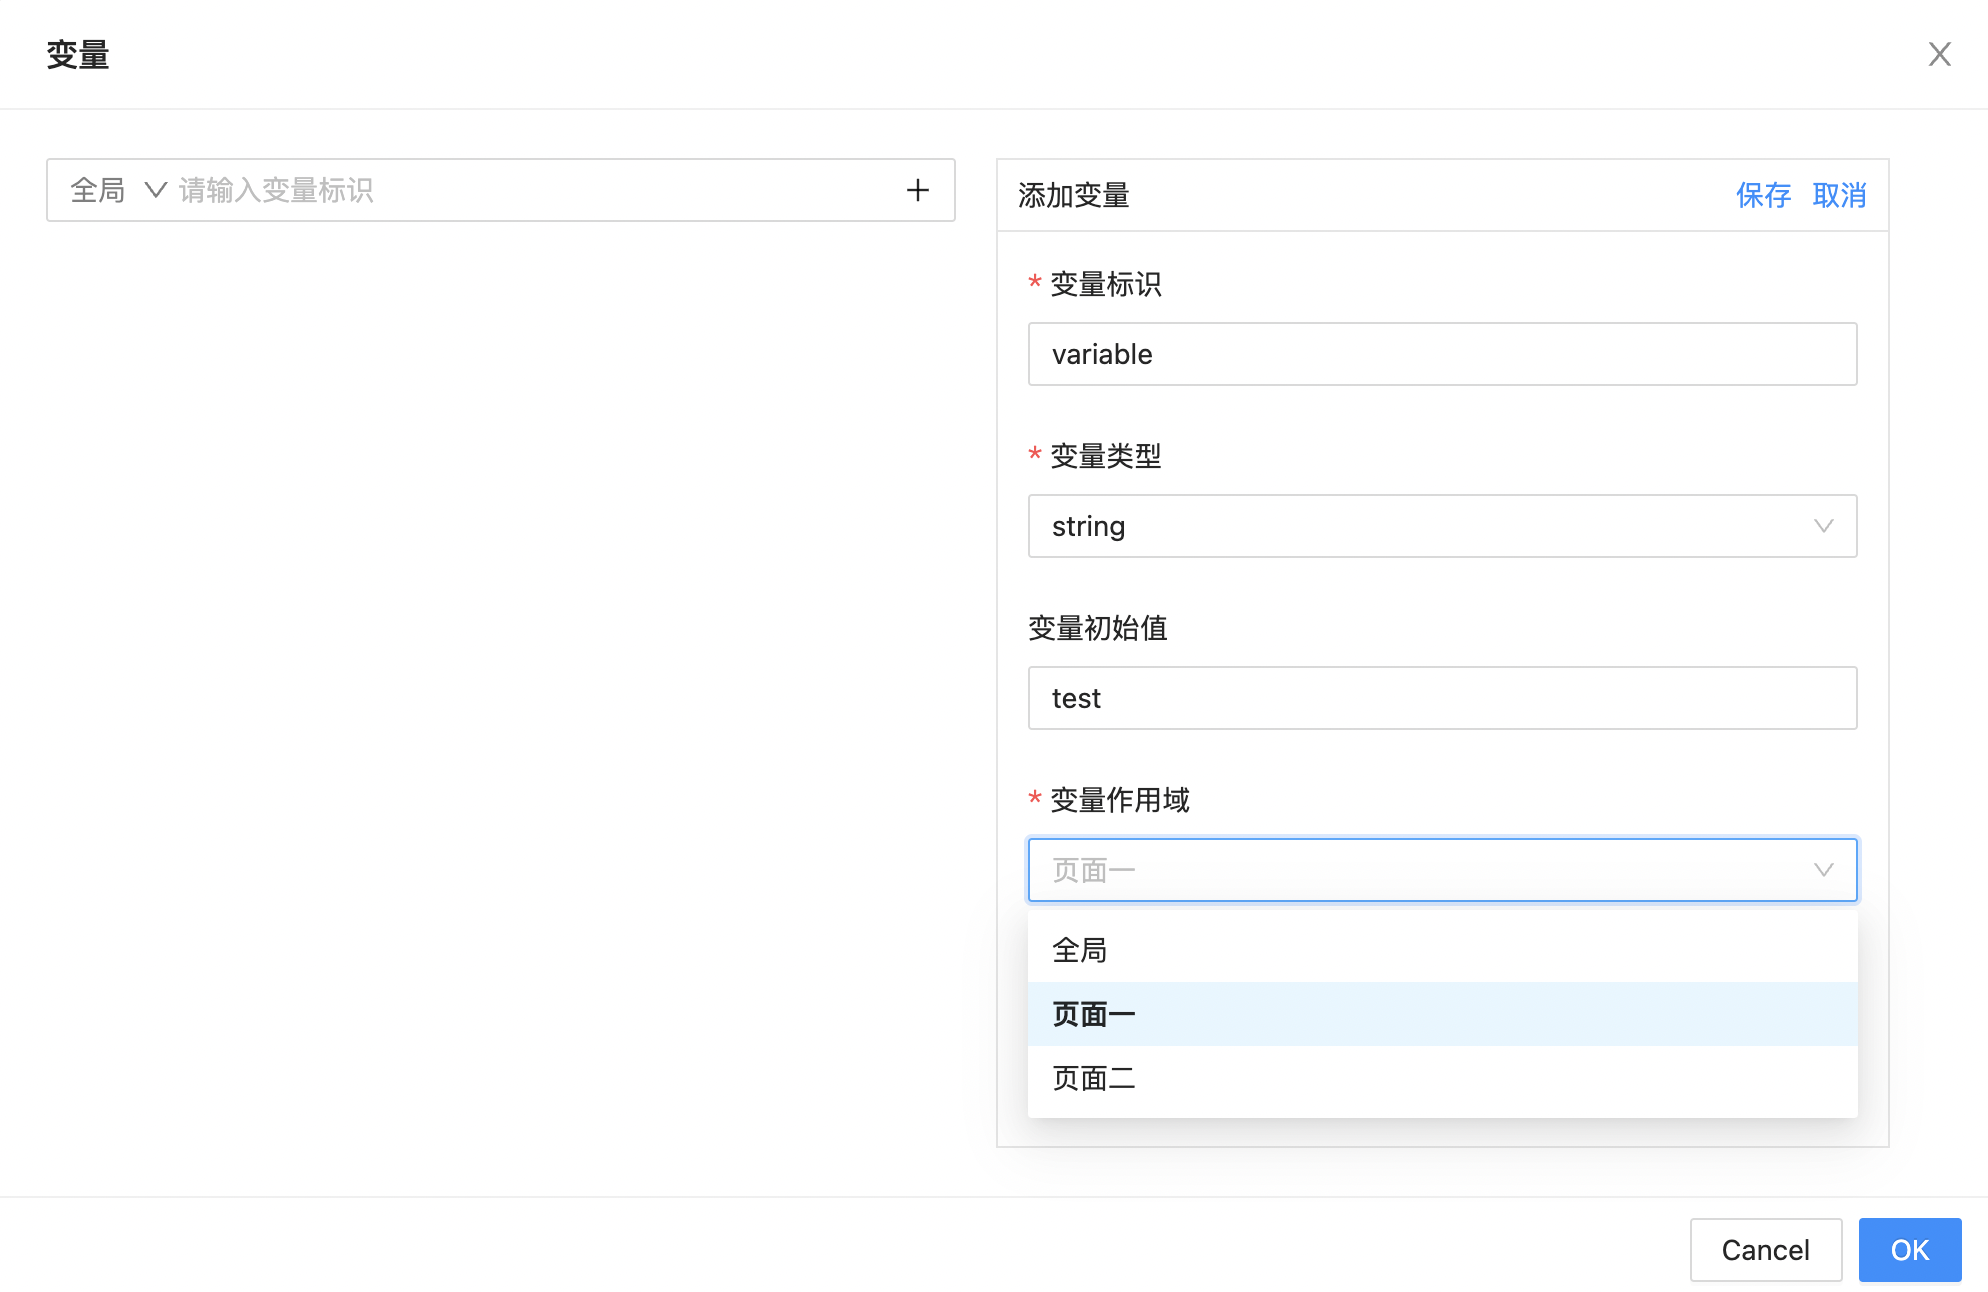 变量
全局 请输入变量标识
添加变量 保存 取消
* 变量标识
variable
* 变量类型
string
变量初始值
test
* 变量作用域
页面一
全局
页面一
页面二
Cancel OK